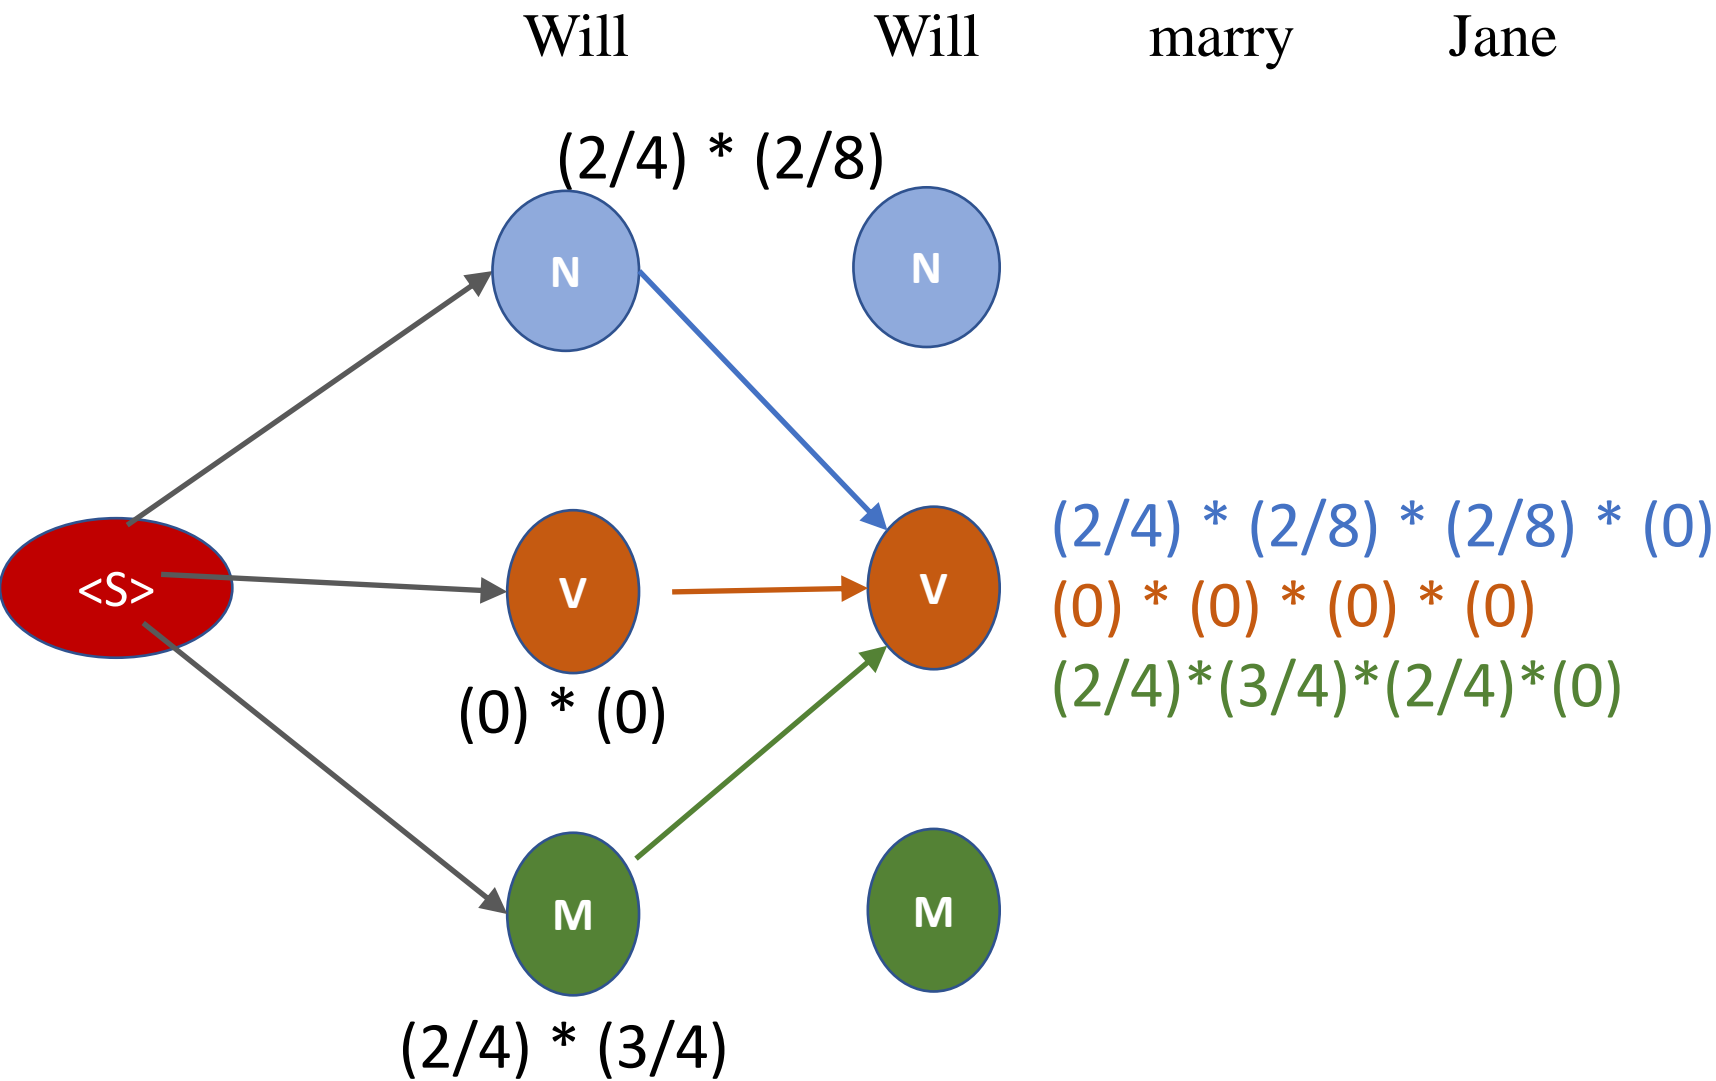 Will Will marry Jane
(2/4) * (2/8)
N N
(2/4) * (2/8) * (2/8) * (0)
<S> V V
(0) * (0) * (0) * (0)
(2/4)*(3/4)*(2/4)*(0)
(0) * (0)
M M
(2/4) * (3/4)